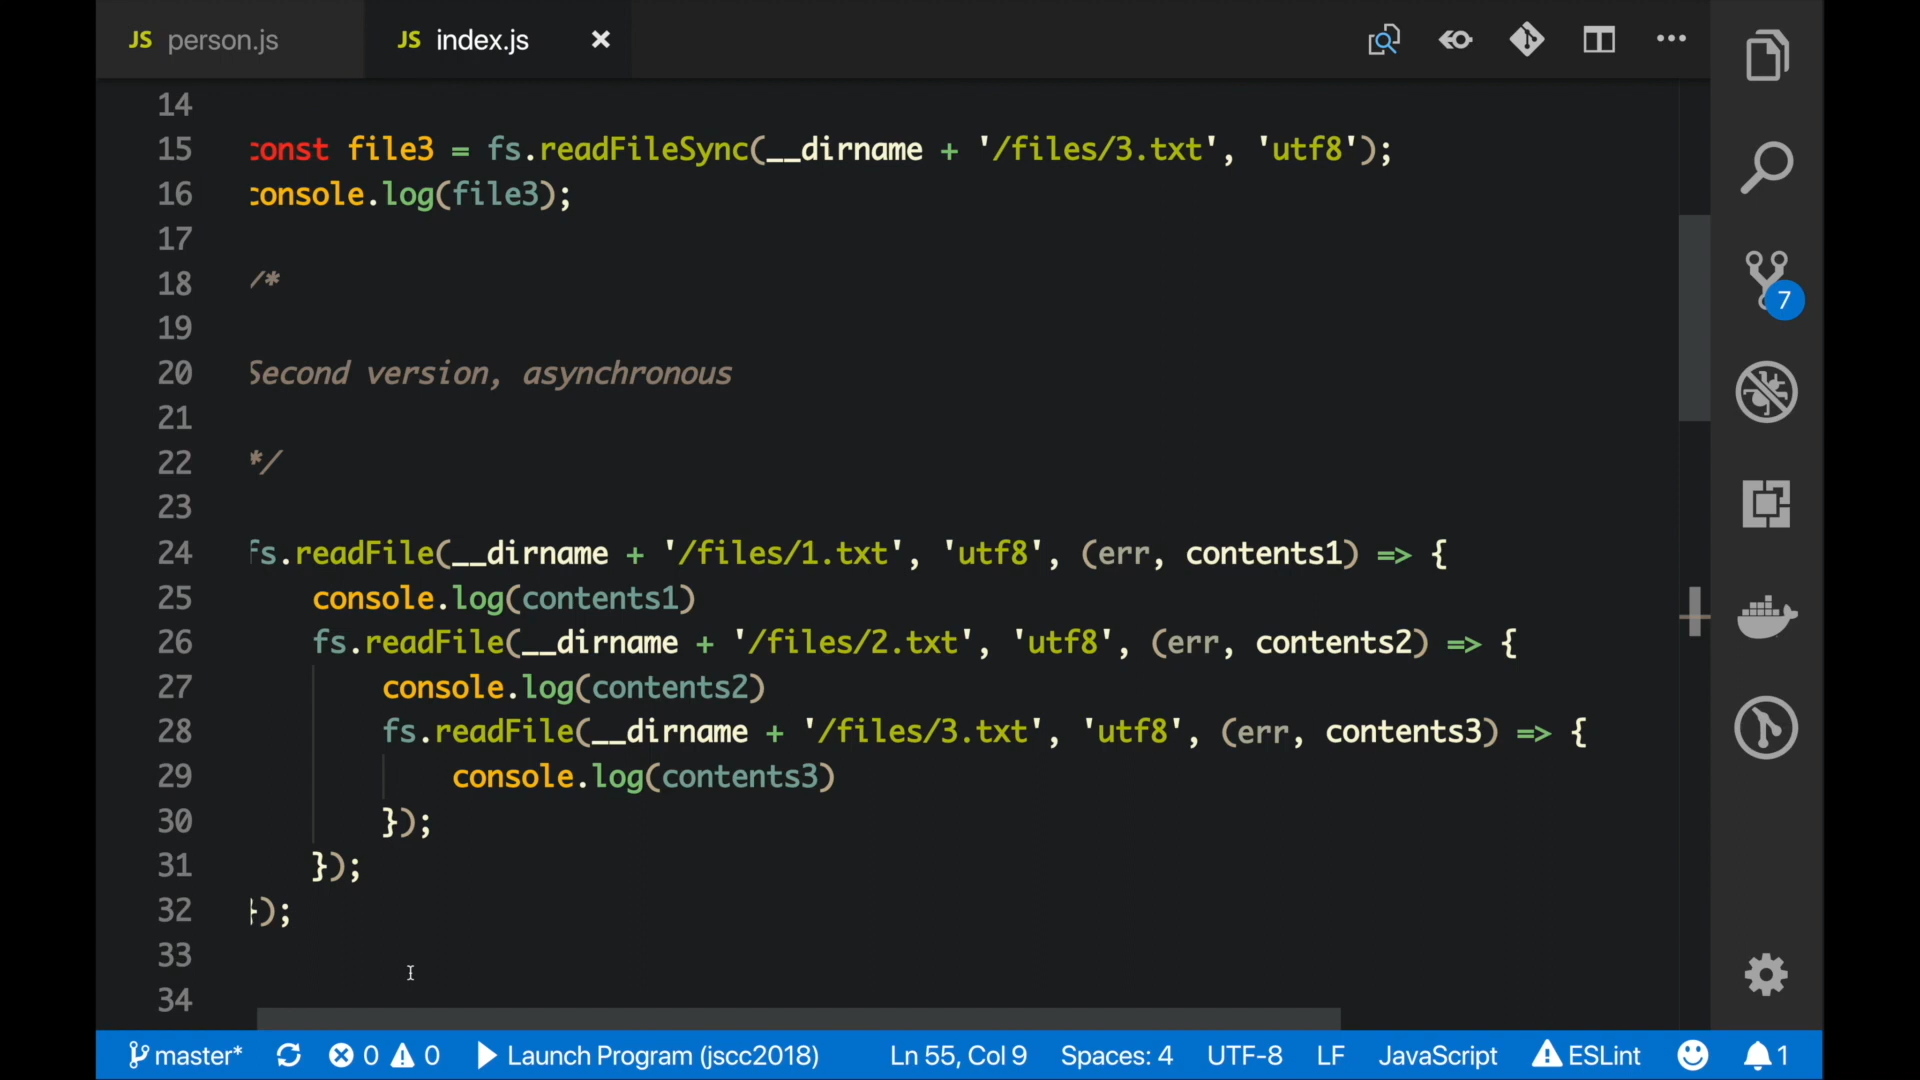 JS person.js
JS index.js
14
15 const file3 = fs.readFileSync(__dirname + '/files/3.txt', 'utf8');
16 console.log(file3);
17
18 /*
19
20 Second version, asynchronous
21
22 */
23
24 fs.readFile(__dirname + '/files/1.txt', 'utf8', (err, contents1) => {
25 console.log(contents1)
26 fs.readFile(__dirname + '/files/2.txt', 'utf8', (err, contents2) => {
27 console.log(contents2)
28 fs.readFile(__dirname + '/files/3.txt', 'utf8', (err, contents3) => {
29 console.log(contents3)
30 });
31 });
32 });
33
34
7
master* 0 0 Launch Program (jscc2018) Ln 55, Col 9 Spaces: 4 UTF-8 LF JavaScript ESLint 1